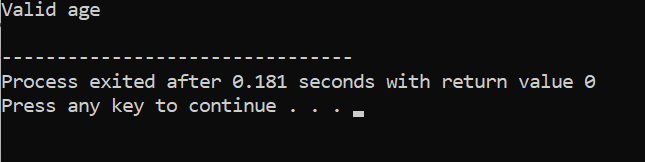 Valid age
--------------------------------
Process exited after 0.181 seconds with return value 0
Press any key to continue . . .